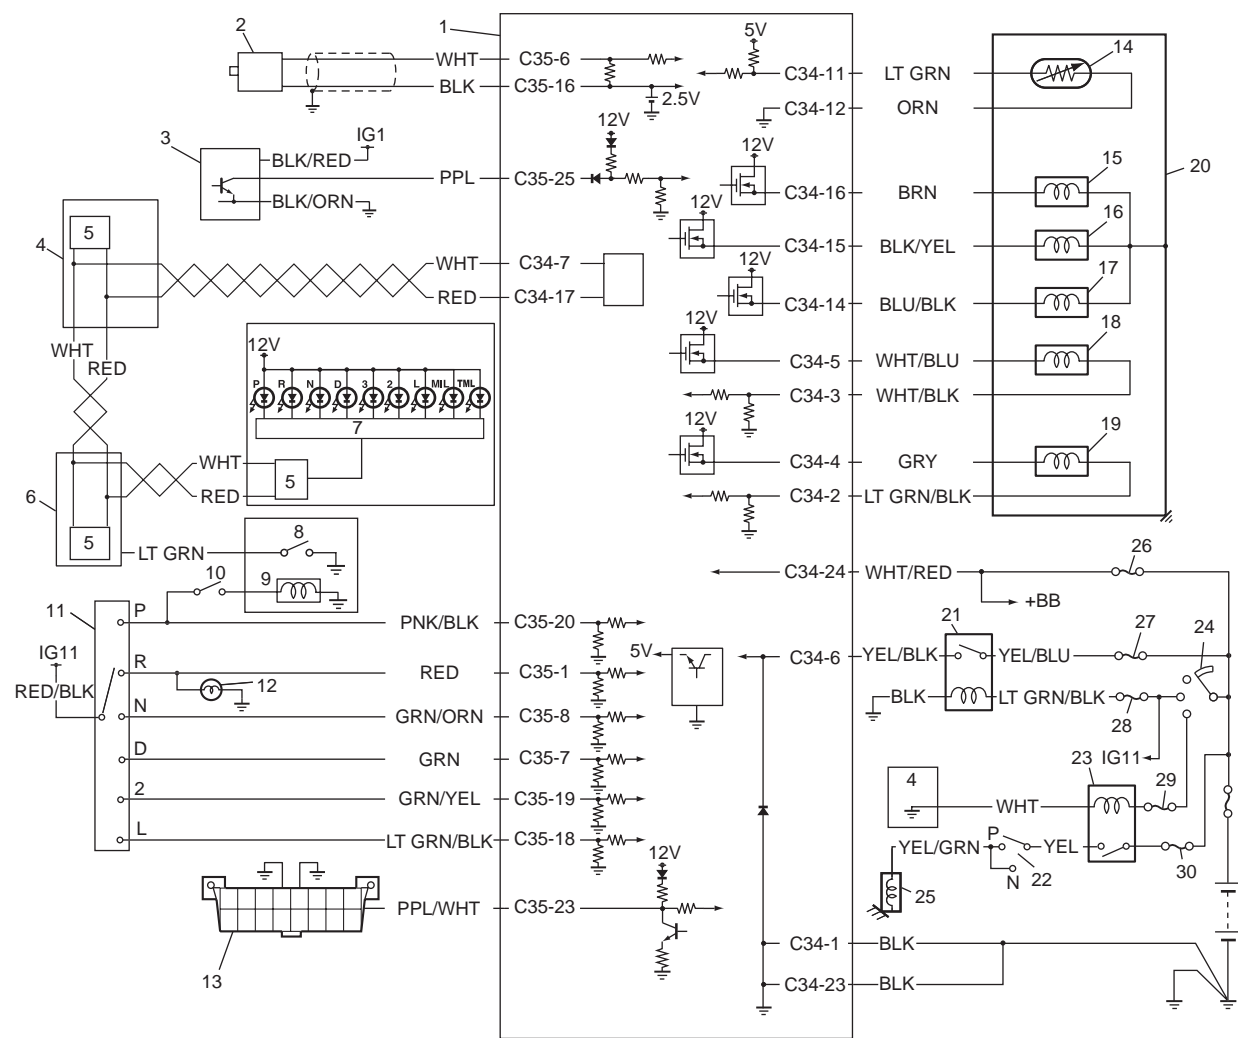 1
2
WHT
C35-6
BLK
C35-16
2.5V
5V
C34-11
LT GRN
14
C34-12
ORN
3
IG1
BLK/RED
12V
PPL
C35-25
BLK/ORN
12V
C34-16
BRN
15
20
12V
C34-15
BLK/YEL
16
4
5
WHT
C34-7
RED
C34-17
12V
C34-14
BLU/BLK
17
WHT
RED
12V
P R N D 3 2 L MIL TML
7
12V
C34-5
WHT/BLU
18
C34-3
WHT/BLK
12V
C34-4
GRY
19
C34-2
LT GRN/BLK
6
WHT
RED
5
5
LT GRN
8
9
10
C34-24
WHT/RED
26
+BB
11
P
PNK/BLK
C35-20
IG11
RED/BLK
R
RED
C35-1
12
N
GRN/ORN
C35-8
D
GRN
C35-7
2
GRN/YEL
C35-19
L
LT GRN/BLK
C35-18
5V
C34-6
YEL/BLK
21
YEL/BLU
27
24
BLK
LT GRN/BLK
28
IG11
4
WHT
23
29
YEL/GRN
P
N
22
YEL
30
25
13
PPL/WHT
C35-23
12V
C34-1
BLK
C34-23
BLK